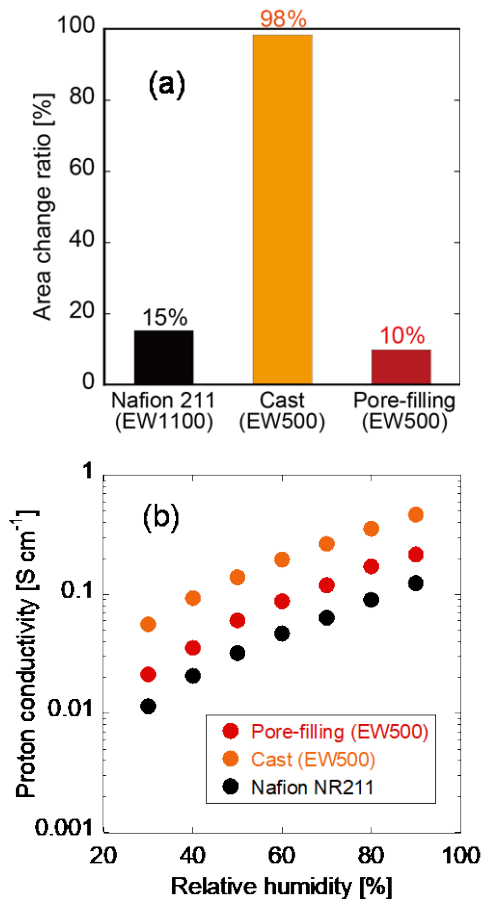 98%
100
(a)
80
Area change ratio [%]
60
40
15%
10%
20
0
Nafion 211
(EW1100)
Cast
(EW500)
Pore-filling
(EW500)
1
(b)
Proton conductivity [S cm⁻¹]
0.1
0.01
Pore-filling (EW500)
Cast (EW500)
Nafion NR211
0.001
20
40
60
80
100
Relative humidity [%]